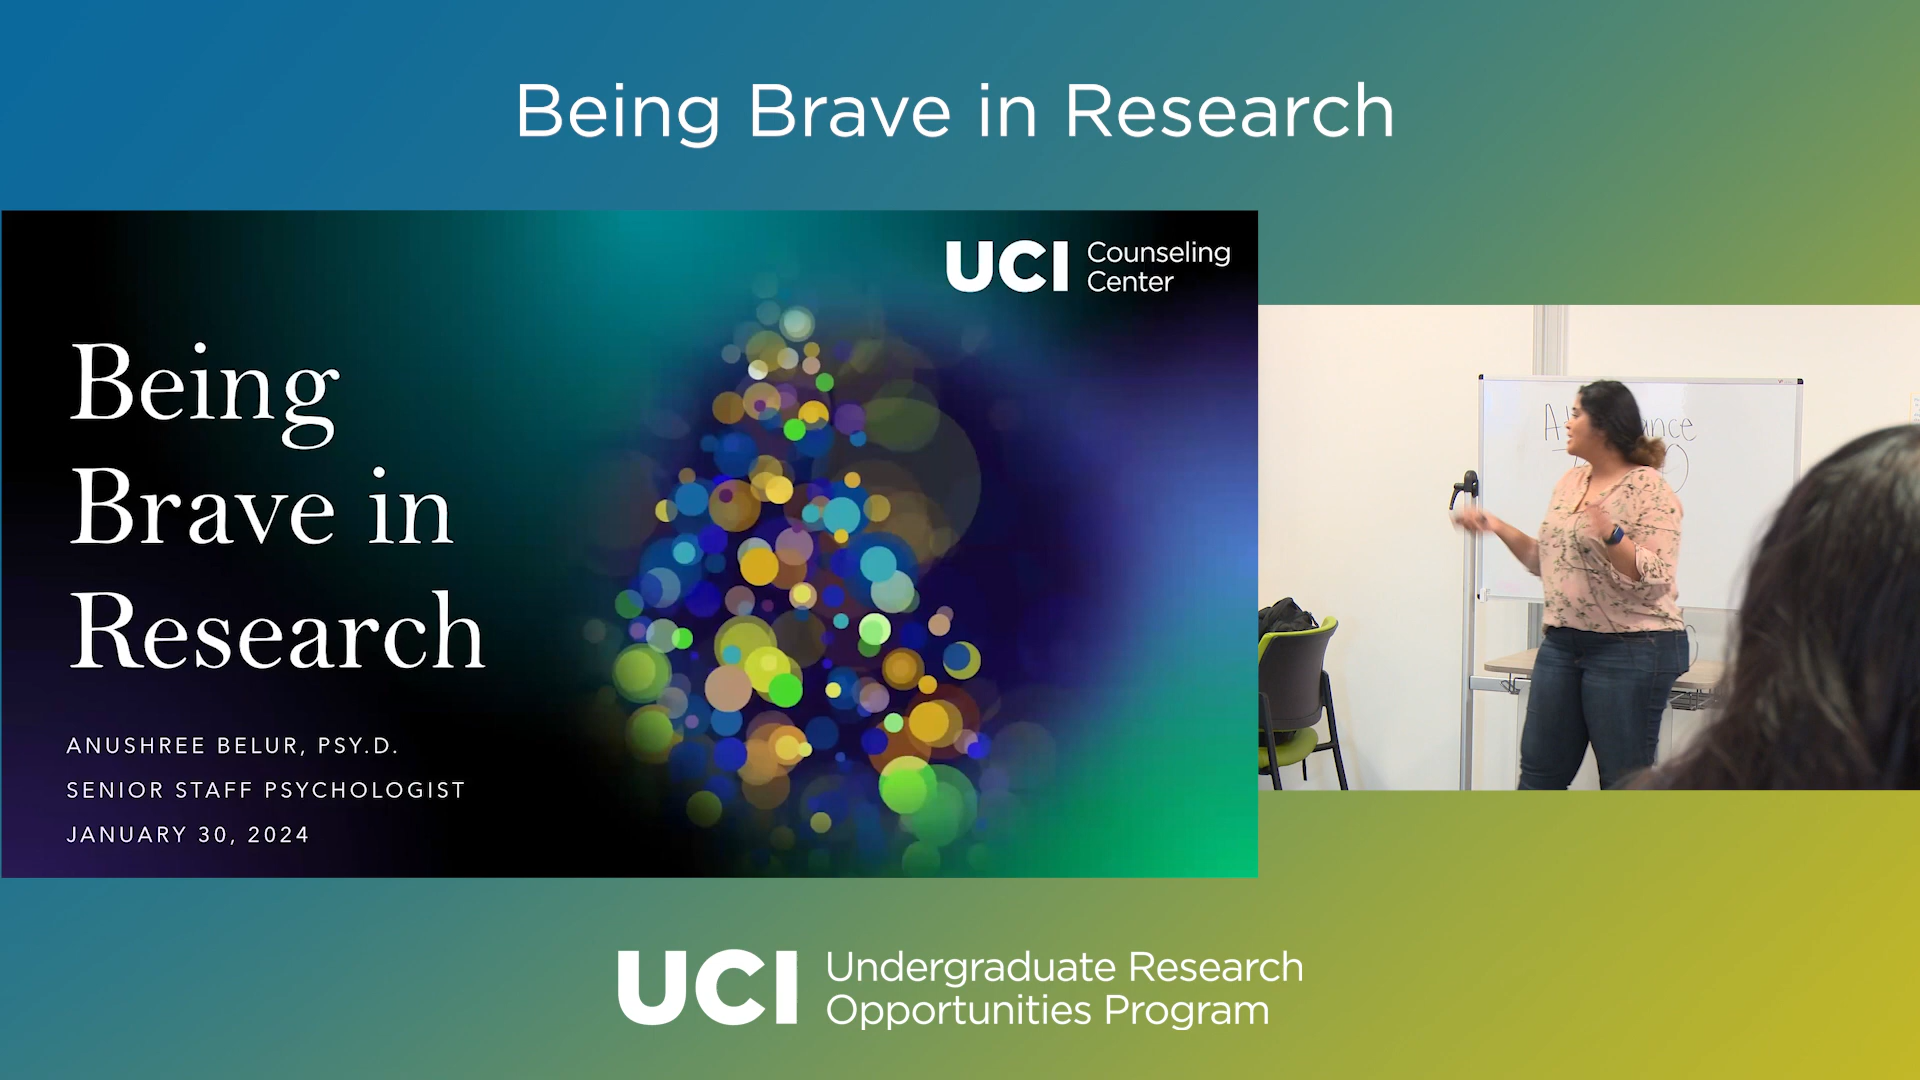 Being Brave in Research
UCI Counseling
Center
Being
Brave in
Research
ANUSHREE BELUR, PSY.D.
SENIOR STAFF PSYCHOLOGIST
JANUARY 30, 2024
UCI Undergraduate Research
Opportunities Program